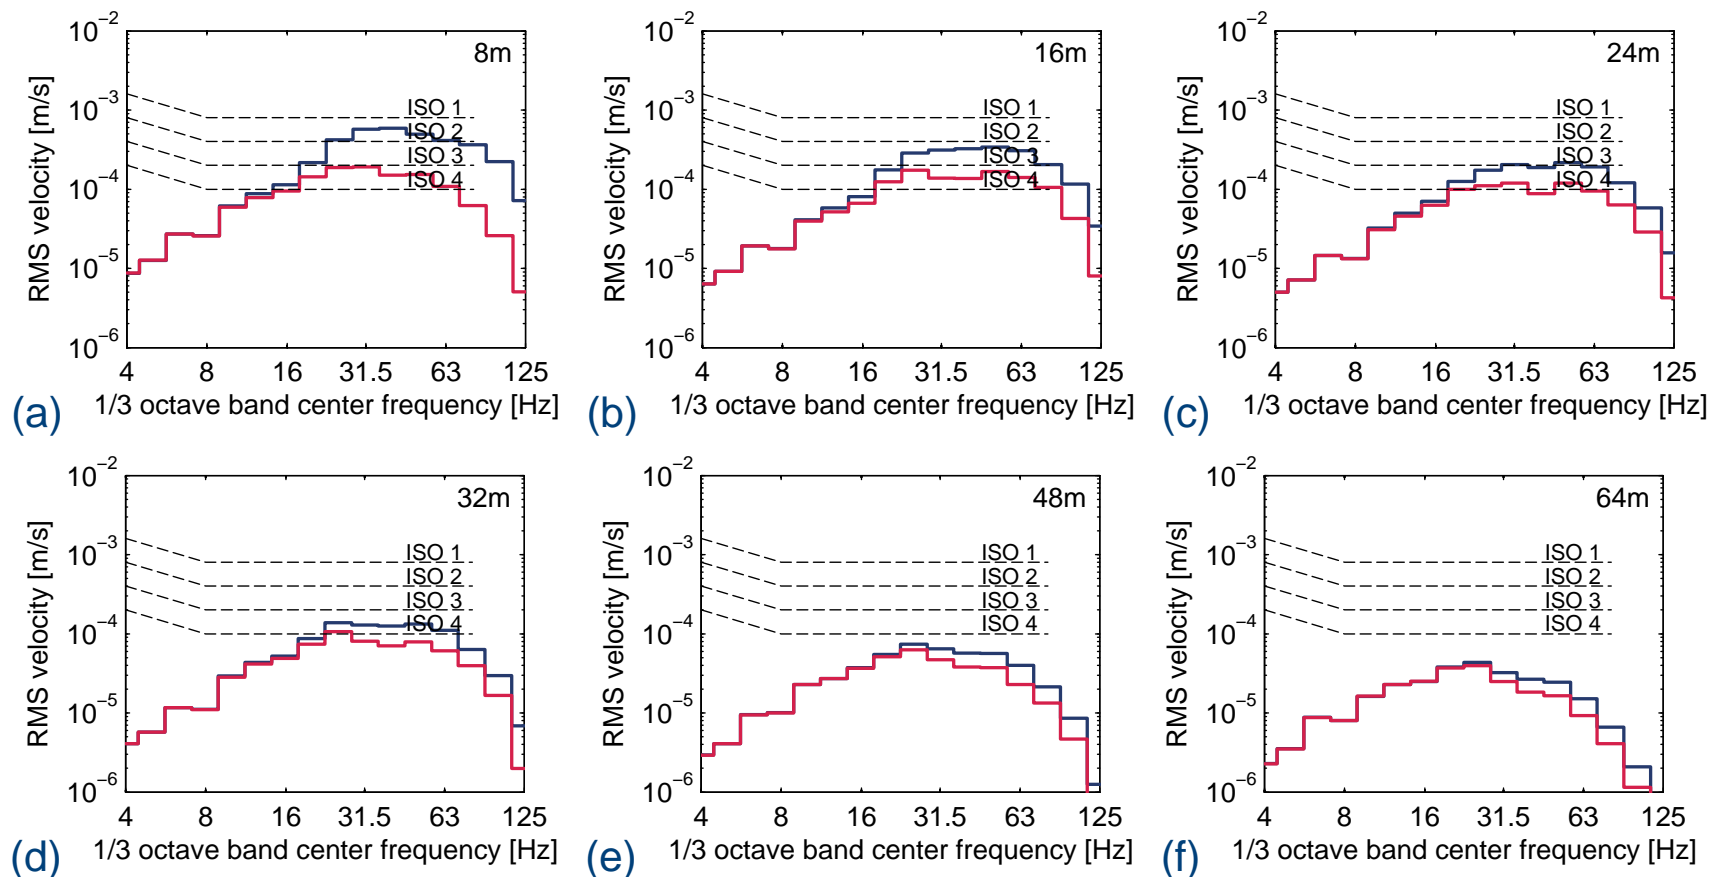 10−2
8m
10−3
ISO 1
ISO 2
ISO 3
10−4
ISO 4
10−5
10−6
RMS velocity [m/s]
4 8 16 31.5 63 125
(a) 1/3 octave band center frequency [Hz]
10−2
16m
10−3
ISO 1
ISO 2
ISO 3
10−4
ISO 4
10−5
10−6
RMS velocity [m/s]
4 8 16 31.5 63 125
(b) 1/3 octave band center frequency [Hz]
10−2
24m
10−3
ISO 1
ISO 2
ISO 3
10−4
ISO 4
10−5
10−6
RMS velocity [m/s]
4 8 16 31.5 63 125
(c) 1/3 octave band center frequency [Hz]
10−2
32m
10−3
ISO 1
ISO 2
ISO 3
10−4
ISO 4
10−5
10−6
RMS velocity [m/s]
4 8 16 31.5 63 125
(d) 1/3 octave band center frequency [Hz]
10−2
48m
10−3
ISO 1
ISO 2
ISO 3
10−4
ISO 4
10−5
10−6
RMS velocity [m/s]
4 8 16 31.5 63 125
(e) 1/3 octave band center frequency [Hz]
10−2
64m
10−3
ISO 1
ISO 2
ISO 3
10−4
ISO 4
10−5
10−6
RMS velocity [m/s]
4 8 16 31.5 63 125
(f) 1/3 octave band center frequency [Hz]